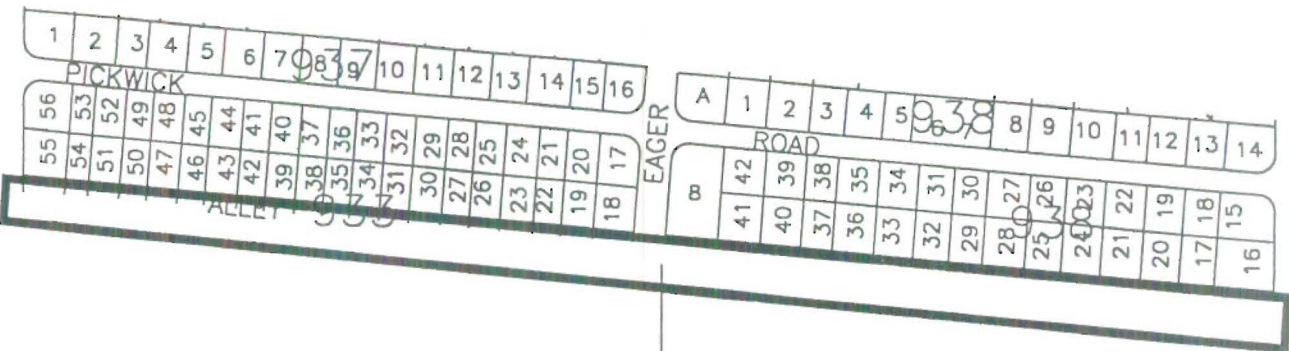 1 2 3 4 5 6 7 8 9 10 11 12 13 14 15 16
937
A 1 2 3 4 5 6 7 8 9 10 11 12 13 14
938
PICKWICK
ROAD
EAGER
56 53 52 49 48 45 44 41 40 37 36 33 32 29 28 25 24 21 20 17
55 54 51 50 47 46 43 42 39 38 35 34 31 30 27 26 23 22 19 18
B
42 39 38 35 34 31 30 27 26 23 22 19 18 15
41 40 37 36 33 32 29 28 25 24 21 20 17 16
938
ALLEY 933